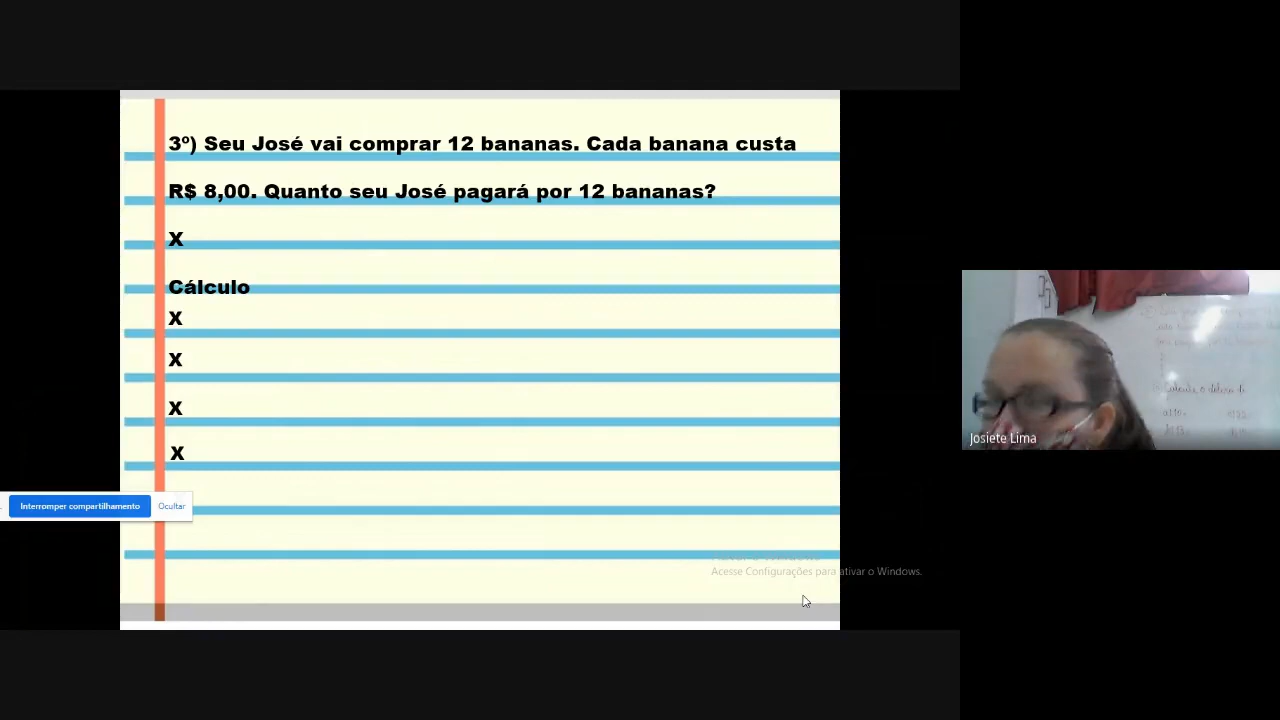 3º) Seu José vai comprar 12 bananas. Cada banana custa
R$ 8,00. Quanto seu José pagará por 12 bananas?
X
Cálculo
X
X
X
X
Interromper compartilhamento Ocultar
Acesse Configurações para ativar o Windows.
Josiete Lima